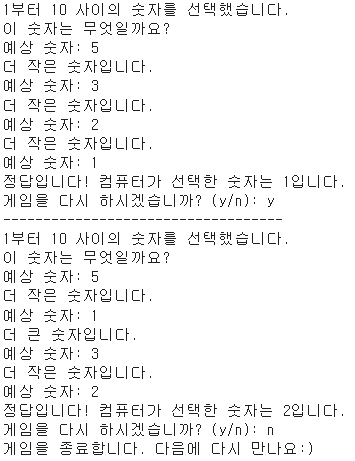 1부터 10 사이의 숫자를 선택했습니다.
이 숫자는 무엇일까요?
예상 숫자: 5
더 작은 숫자입니다.
예상 숫자: 3
더 작은 숫자입니다.
예상 숫자: 2
더 작은 숫자입니다.
예상 숫자: 1
정답입니다! 컴퓨터가 선택한 숫자는 1입니다.
게임을 다시 하시겠습니까? (y/n): y
-----------------------------------
1부터 10 사이의 숫자를 선택했습니다.
이 숫자는 무엇일까요?
예상 숫자: 5
더 작은 숫자입니다.
예상 숫자: 1
더 큰 숫자입니다.
예상 숫자: 3
더 작은 숫자입니다.
예상 숫자: 2
정답입니다! 컴퓨터가 선택한 숫자는 2입니다.
게임을 다시 하시겠습니까? (y/n): n
게임을 종료합니다. 다음에 다시 만나요:)